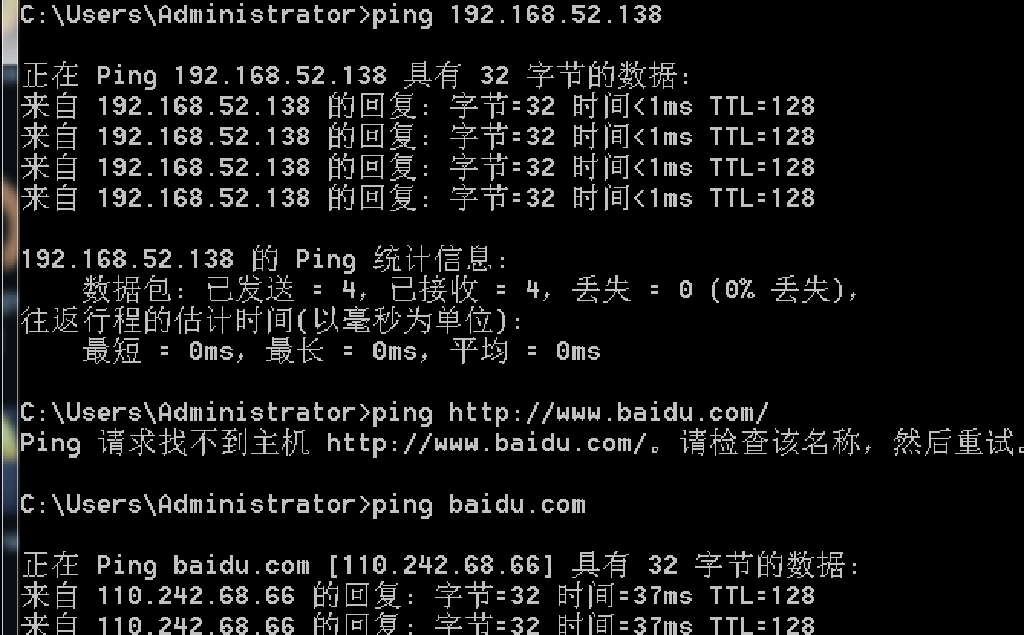 C:\Users\Administrator>ping 192.168.52.138
正在 Ping 192.168.52.138 具有 32 字节的数据:
来自 192.168.52.138 的回复: 字节=32 时间<1ms TTL=128
来自 192.168.52.138 的回复: 字节=32 时间<1ms TTL=128
来自 192.168.52.138 的回复: 字节=32 时间<1ms TTL=128
来自 192.168.52.138 的回复: 字节=32 时间<1ms TTL=128
192.168.52.138 的 Ping 统计信息:
数据包: 已发送 = 4，已接收 = 4，丢失 = 0 (0% 丢失)，
往返行程的估计时间(以毫秒为单位):
最短 = 0ms，最长 = 0ms，平均 = 0ms
C:\Users\Administrator>ping http://www.baidu.com/
Ping 请求找不到主机 http://www.baidu.com/。请检查该名称，然后重试。
C:\Users\Administrator>ping baidu.com
正在 Ping baidu.com [110.242.68.66] 具有 32 字节的数据:
来自 110.242.68.66 的回复: 字节=32 时间=37ms TTL=128
来自 110.242.68.66 的回复: 字节=32 时间=37ms TTL=128